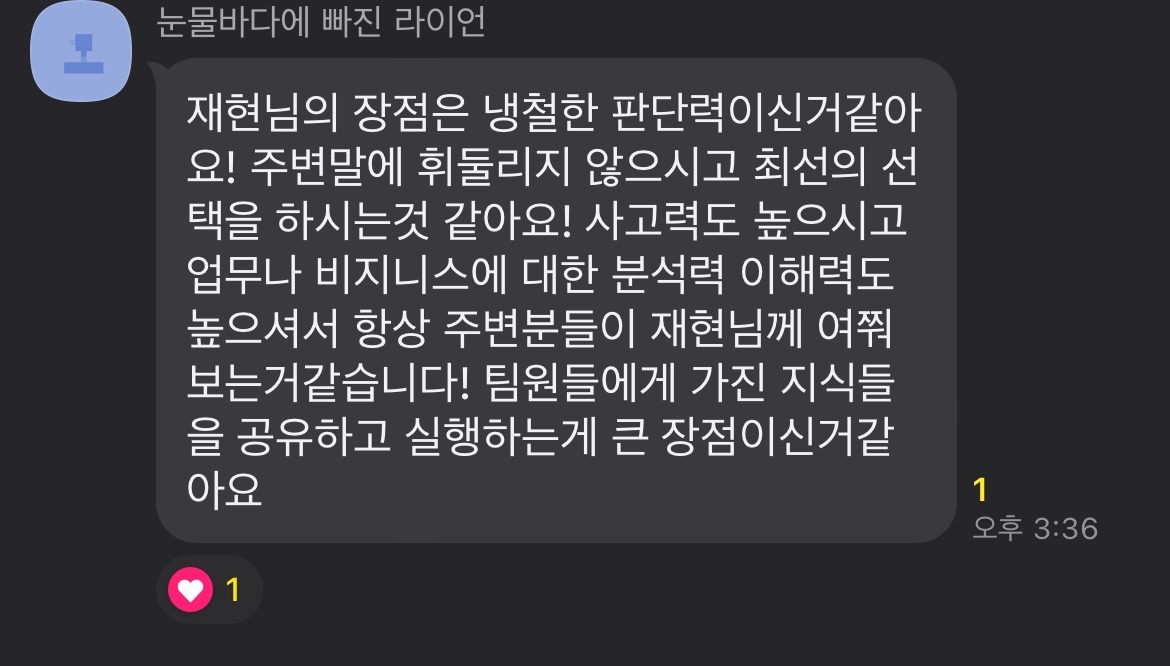 눈물바다에 빠진 라이언
재현님의 장점은 냉철한 판단력이신거같아
요! 주변말에 휘둘리지 않으시고 최선의 선
택을 하시는것 같아요! 사고력도 높으시고
업무나 비지니스에 대한 분석력 이해력도
높으셔서 항상 주변분들이 재현님께 여쭤
보는거같습니다! 팀원들에게 가진 지식들
을 공유하고 실행하는게 큰 장점이신거같
아요
1
오후 3:36
1